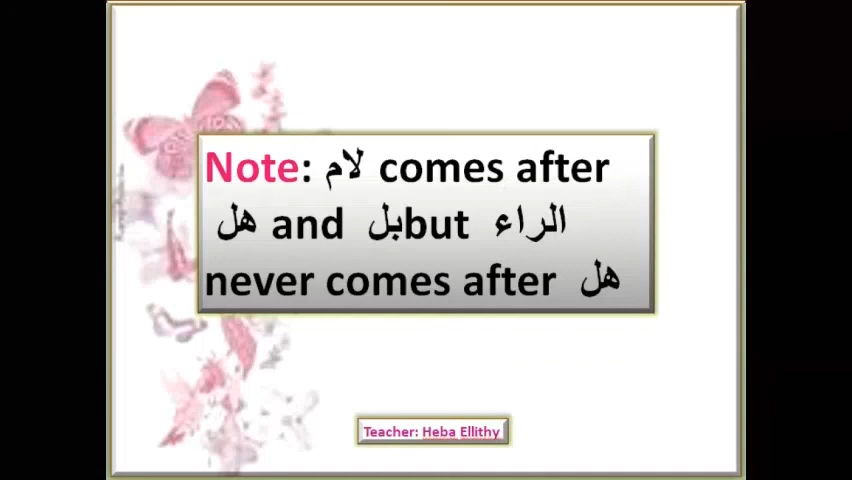 Note: لام comes after
هل and بل but الراء
never comes after هل
Teacher: Heba Ellithy